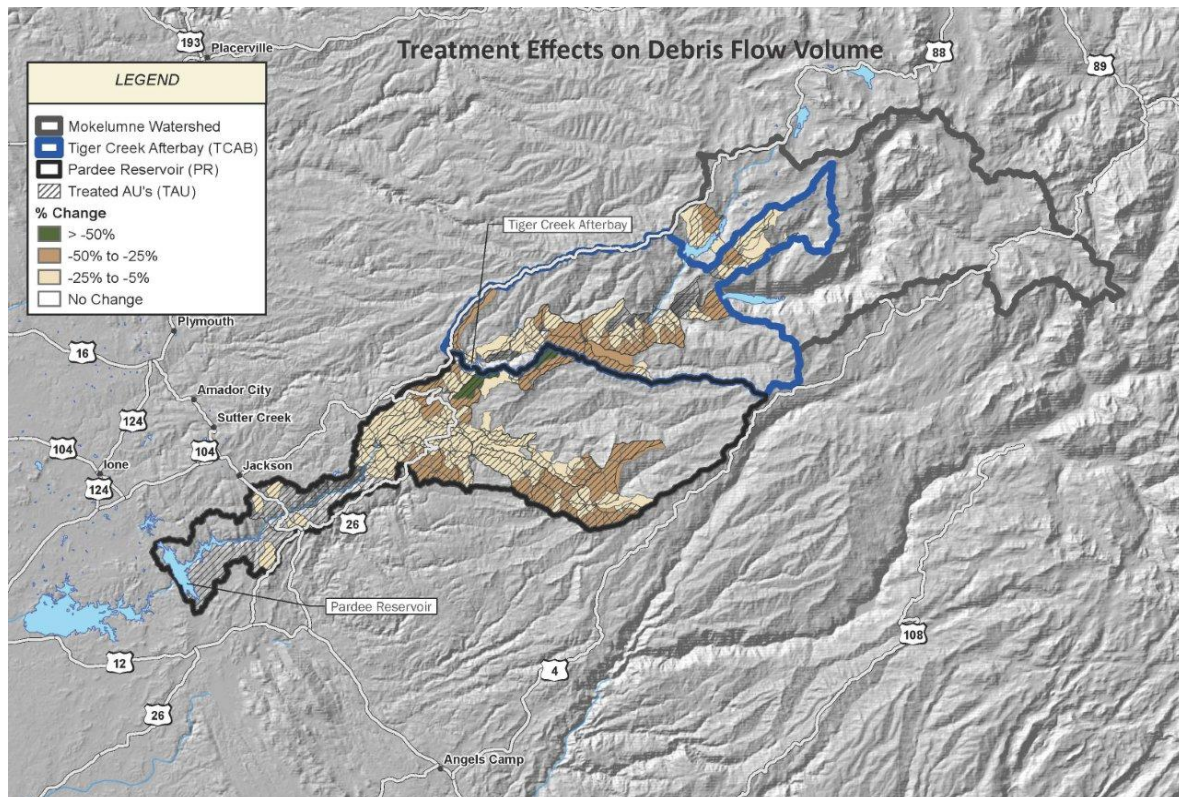 Treatment Effects on Debris Flow Volume
LEGEND
Mokelumne Watershed
Tiger Creek Afterbay (TCAB)
Pardee Reservoir (PR)
Treated AU's (TAU)
% Change
> -50%
-50% to -25%
-25% to -5%
No Change
193
Placerville
88
89
Tiger Creek Afterbay
Plymouth
16
Amador City
124
Sutter Creek
104
104
Ione
Jackson
124
26
Pardee Reservoir
108
12
4
26
Angels Camp